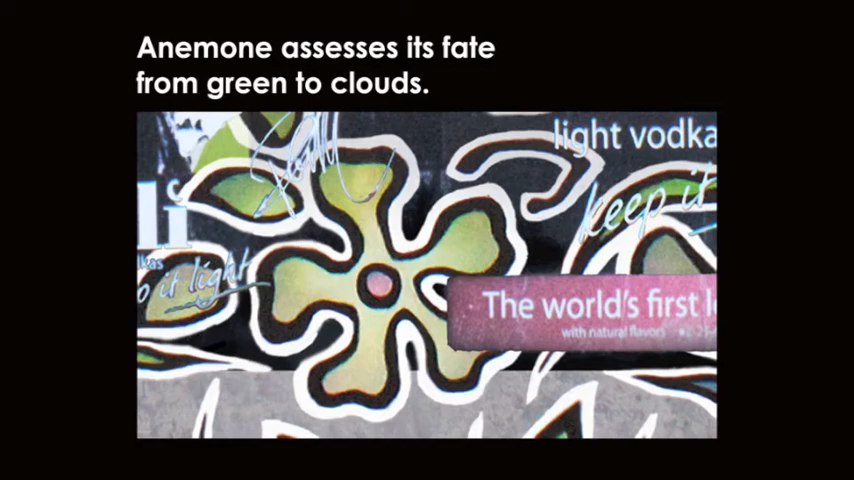 Anemone assesses its fate
from green to clouds.
light vodka
keep it
li
it light
The world's first
with natural flavors